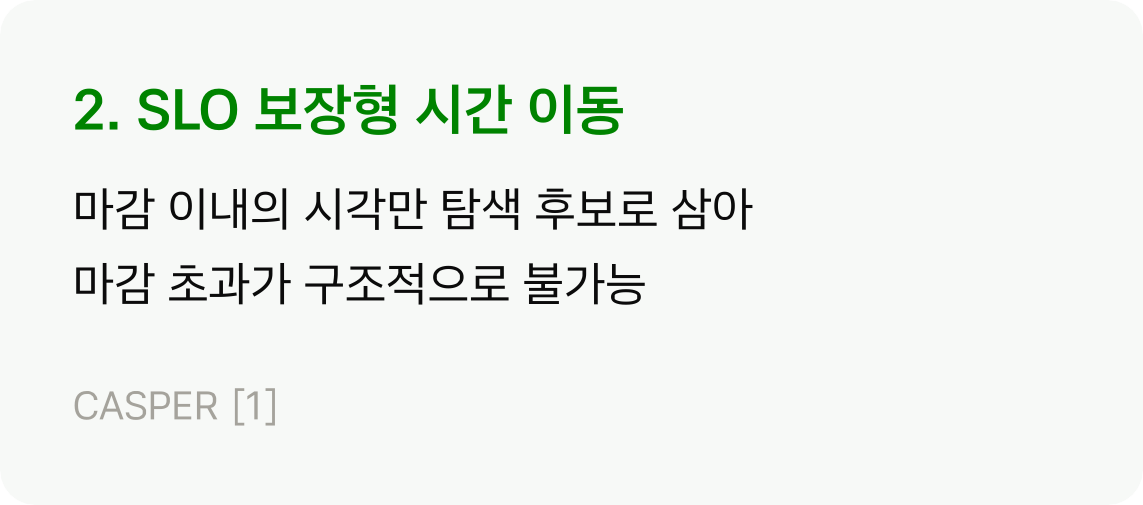 2. SLO 보장형 시간 이동
마감 이내의 시각만 탐색 후보로 삼아
마감 초과가 구조적으로 불가능
CASPER [1]